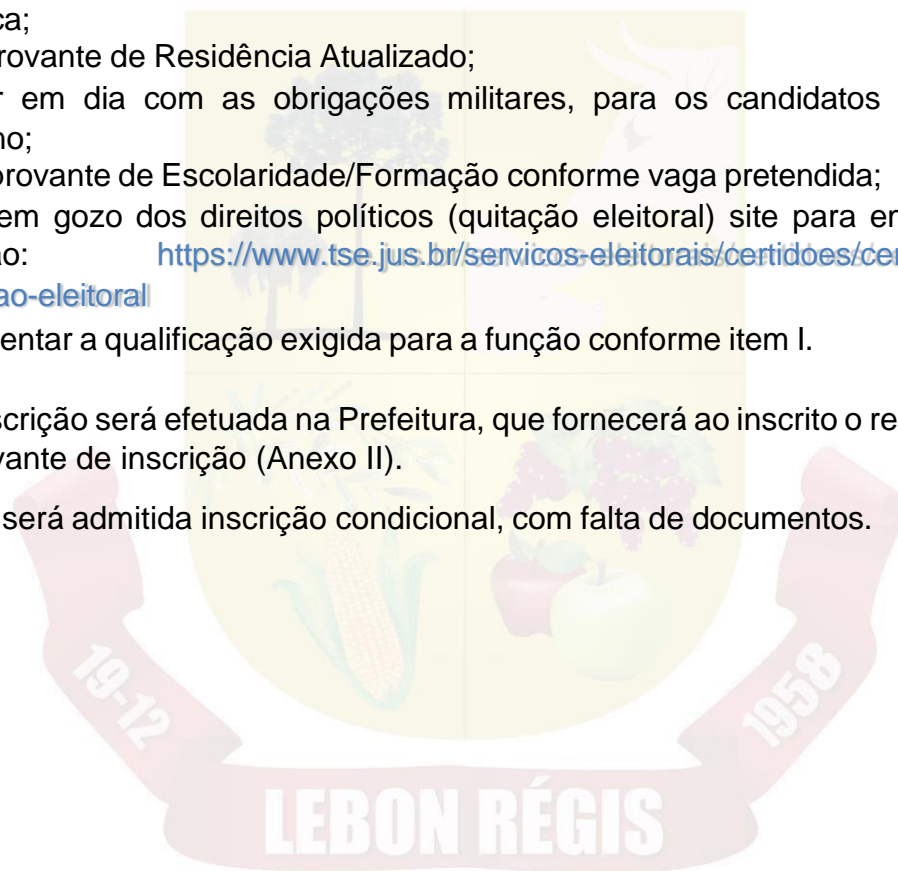 ca;
rovante de Residência Atualizado;
r em dia com as obrigações militares, para os candidatos
no;
provante de Escolaridade/Formação conforme vaga pretendida;
em gozo dos direitos políticos (quitação eleitoral) site para en
ão: https://www.tse.jus.br/servicos-eleitorais/certidoes/cer
ao-eleitoral
entar a qualificação exigida para a função conforme item I.
scrição será efetuada na Prefeitura, que fornecerá ao inscrito o re
vante de inscrição (Anexo II).
será admitida inscrição condicional, com falta de documentos.
19-12
1958
LEBON RÉGIS